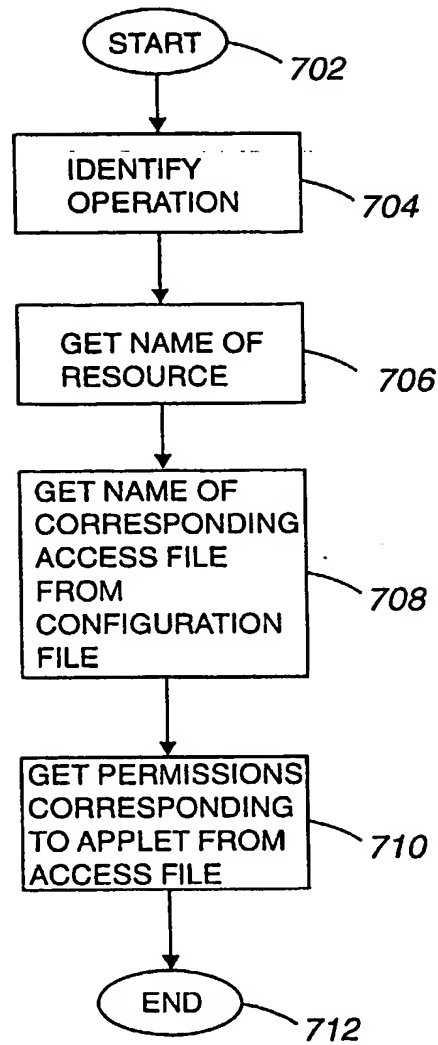 START
702
IDENTIFY
OPERATION
704
GET NAME OF
RESOURCE
706
GET NAME OF
CORRESPONDING
ACCESS FILE
FROM
CONFIGURATION
FILE
708
GET PERMISSIONS
CORRESPONDING
TO APPLET FROM
ACCESS FILE
710
END
712